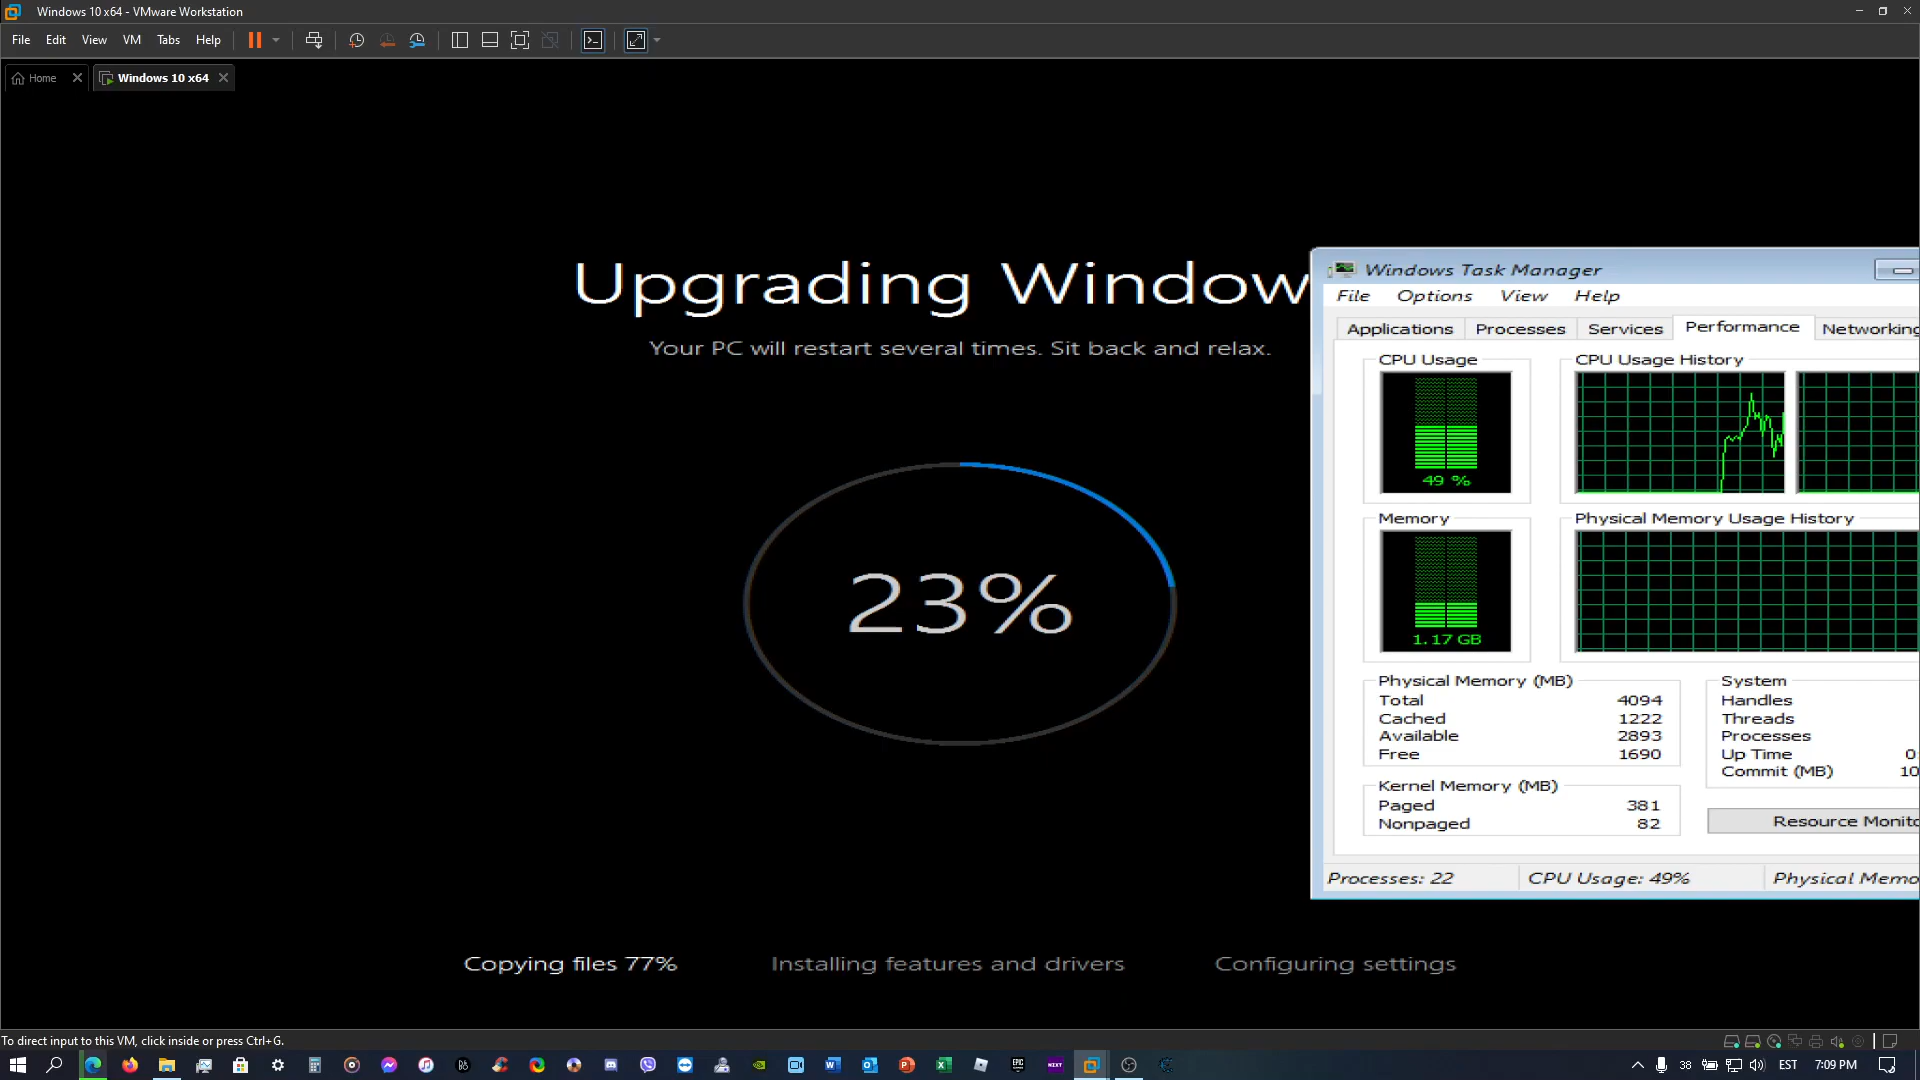 Windows 10 x64 - VMware Workstation
File Edit View VM Tabs Help
Home
Windows 10 x64
Upgrading Window
Your PC will restart several times. Sit back and relax.
23%
Copying files 77%
Installing features and drivers
Configuring settings
Windows Task Manager
File Options View Help
Applications Processes Services Performance Networking
CPU Usage
49 %
CPU Usage History
Memory
1.17 GB
Physical Memory Usage History
Physical Memory (MB)
Total 4094
Cached 1222
Available 2893
Free 1690
Kernel Memory (MB)
Paged 381
Nonpaged 82
System
Handles
Threads
Processes
Up Time 0
Commit (MB) 10
Resource Monito
Processes: 22
CPU Usage: 49%
Physical Memo
To direct input to this VM, click inside or press Ctrl+G.
38
EST
7:09 PM